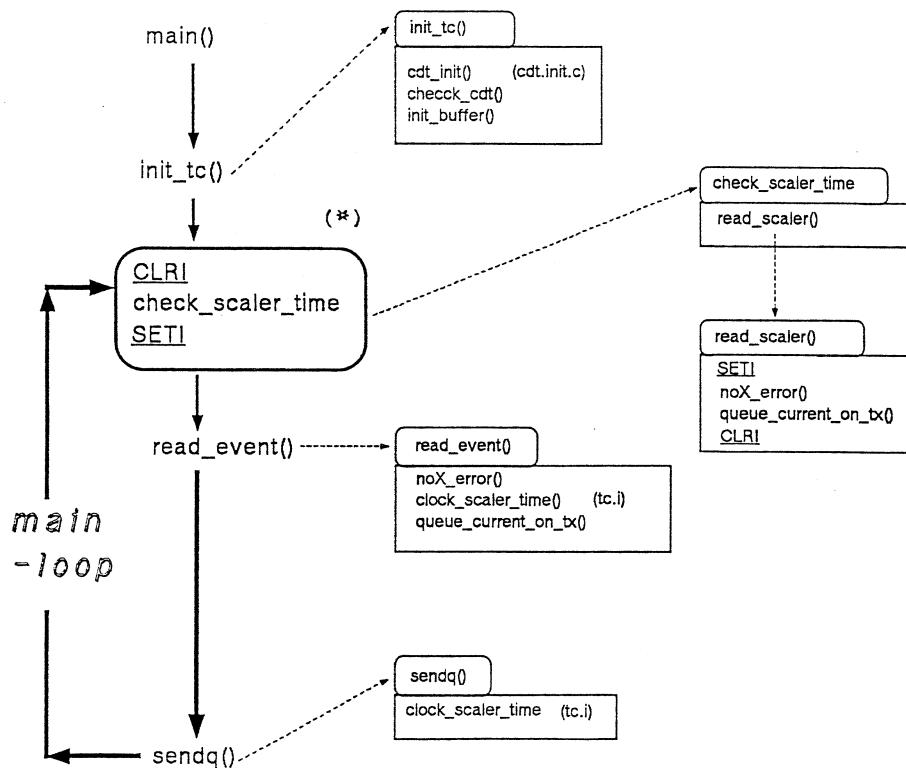 main()
init_tc()
cdt_init() (cdt.init.c)
checck_cdt()
init_buffer()
init_tc()
(*)
CLRI
check_scaler_time
SETI
check_scaler_time
read_scaler()
read_scaler()
SETI
noX_error()
queue_current_on_tx()
CLRI
read_event()
read_event()
noX_error()
clock_scaler_time() (tc.i)
queue_current_on_tx()
main
-loop
sendq()
clock_scaler_time (tc.i)
sendq()